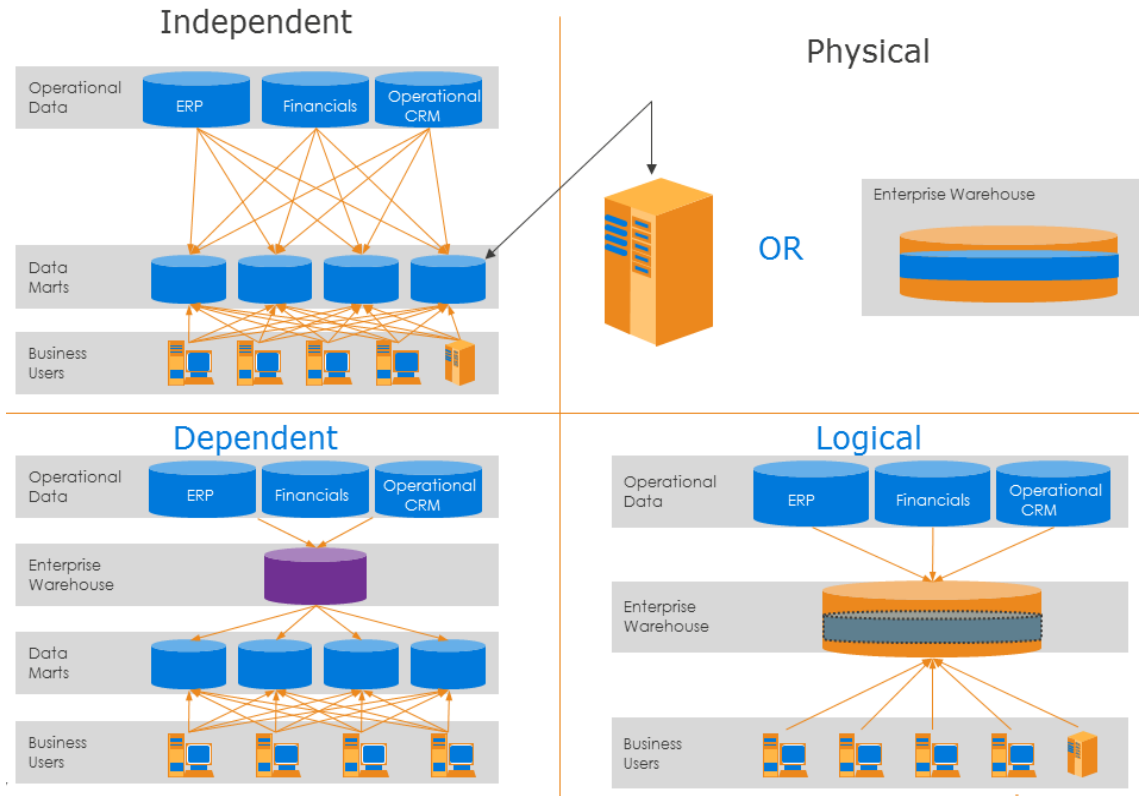 Independent
Operational
Data
ERP
Financials
Operational
CRM
Data
Marts
Business
Users
Physical
OR
Enterprise Warehouse
Dependent
Operational
Data
ERP
Financials
Operational
CRM
Enterprise
Warehouse
Data
Marts
Business
Users
Logical
Operational
Data
ERP
Financials
Operational
CRM
Enterprise
Warehouse
Business
Users